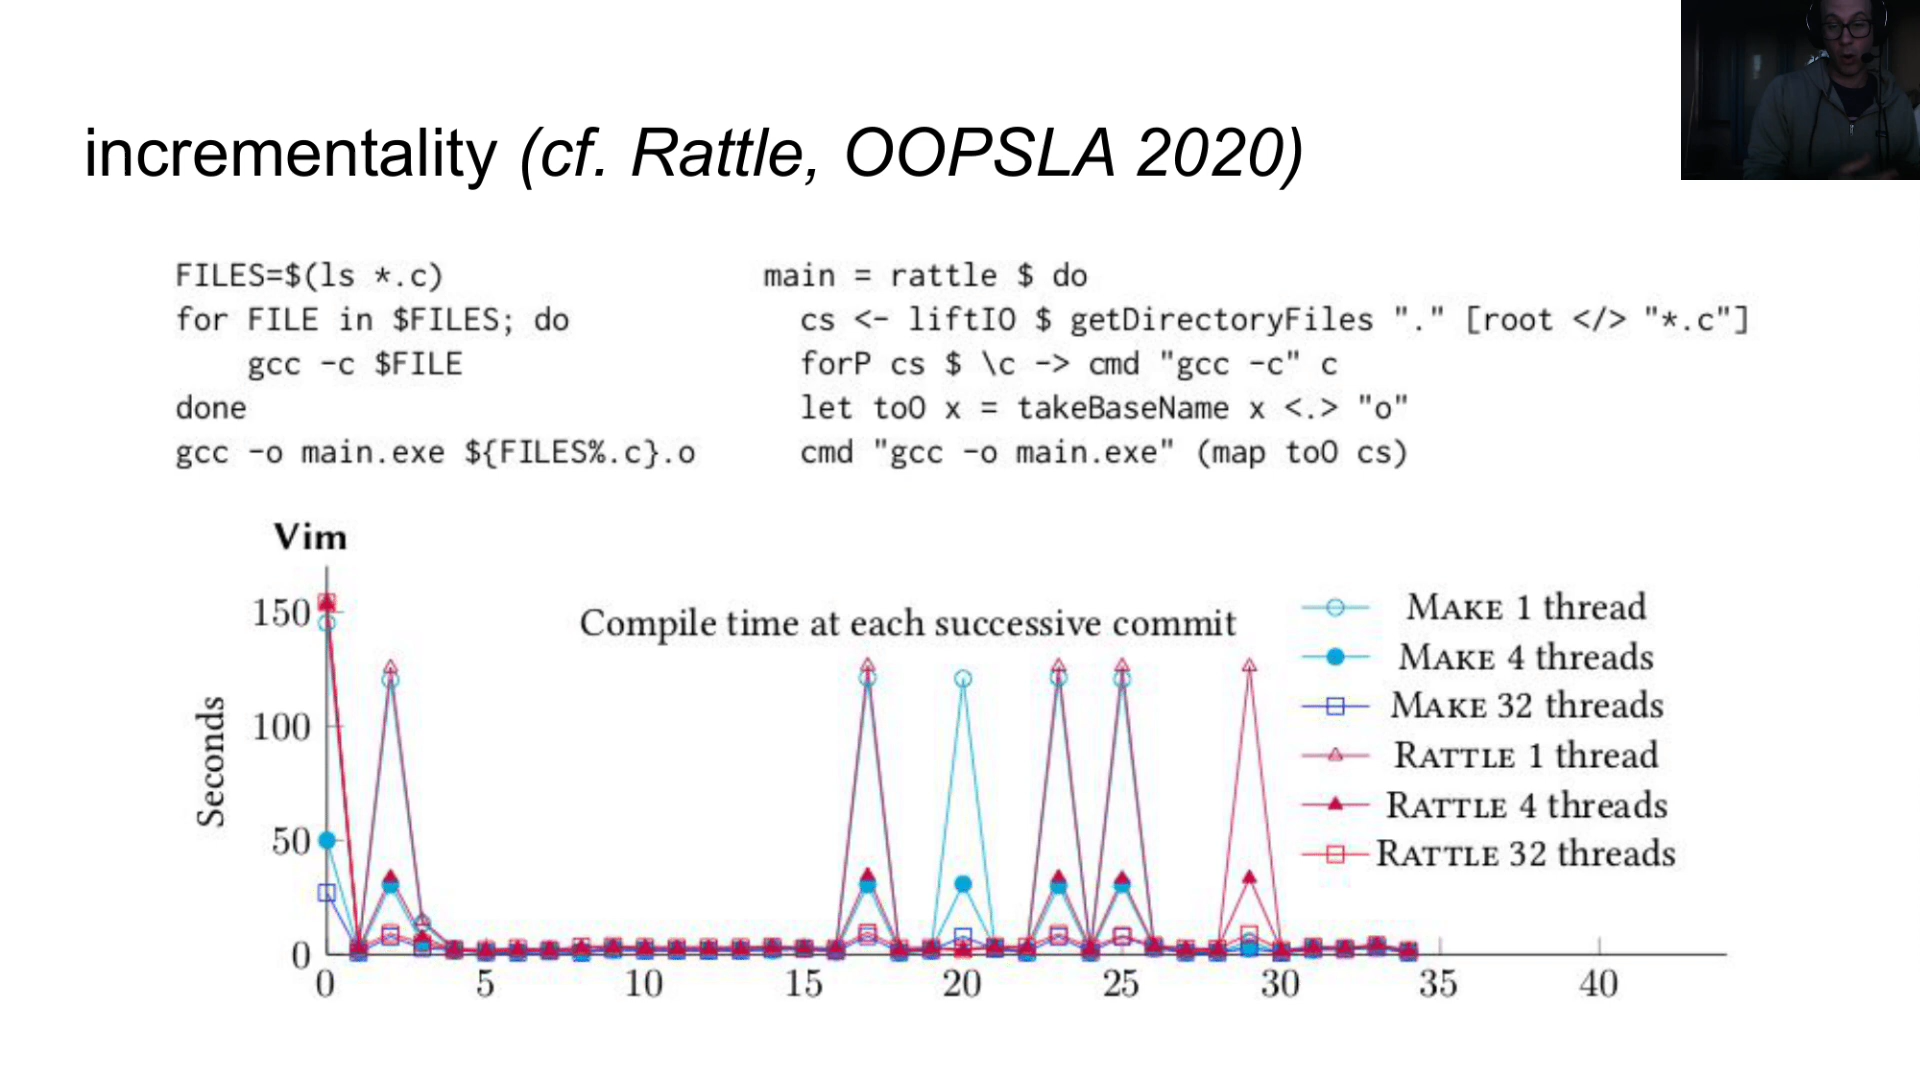 incrementality (cf. Rattle, OOPSLA 2020)
FILES=$(ls *.c)
for FILE in $FILES; do
    gcc -c $FILE
done
gcc -o main.exe ${FILES%.c}.o
main = rattle $ do
  cs <- liftIO $ getDirectoryFiles "." [root </> "*.c"]
  forP cs $ \c -> cmd "gcc -c" c
  let toO x = takeBaseName x <.> "o"
  cmd "gcc -o main.exe" (map toO cs)
Vim
Compile time at each successive commit
Seconds
150
100
50
0
0 5 10 15 20 25 30 35 40
MAKE 1 thread
MAKE 4 threads
MAKE 32 threads
RATTLE 1 thread
RATTLE 4 threads
RATTLE 32 threads